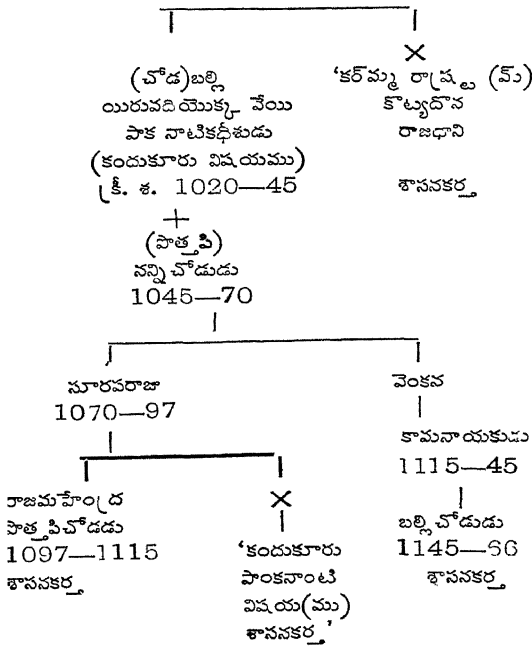 (చోడ)బల్లి
యిరువదియొక్క వేయి
పాక నాటికధీశుడు
(కందుకూరు విషయము)
క్రీ. శ. 1020—45
×
'కర్మ్మ రాష్ట్ర (మ్)
కొట్యదొన
రాజధాని
శాసనకర్త
+
(పొత్తపి)
నన్నిచోడుడు
1045—70
సూరపరాజు
1070—97
వెంకన
కామనాయకుడు
1115—45
రాజమహేంద్ర
పొత్తపిచోడడు
1097—1115
శాసనకర్త
×
'కందుకూరు
పాంకనాంటి
విషయ(ము)
శాసనకర్త'
బల్లిచోడుడు
1145—66
శాసనకర్త